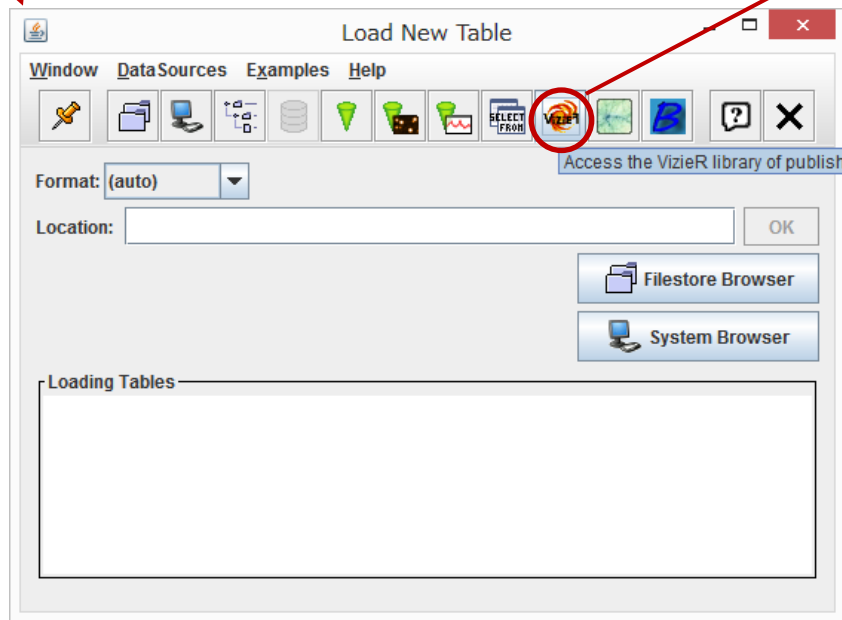 Load New Table
Window DataSources Examples Help
SELECT FROM VizieR B ?
Access the VizieR library of publish
Format: (auto)
Location: OK
Filestore Browser
System Browser
Loading Tables